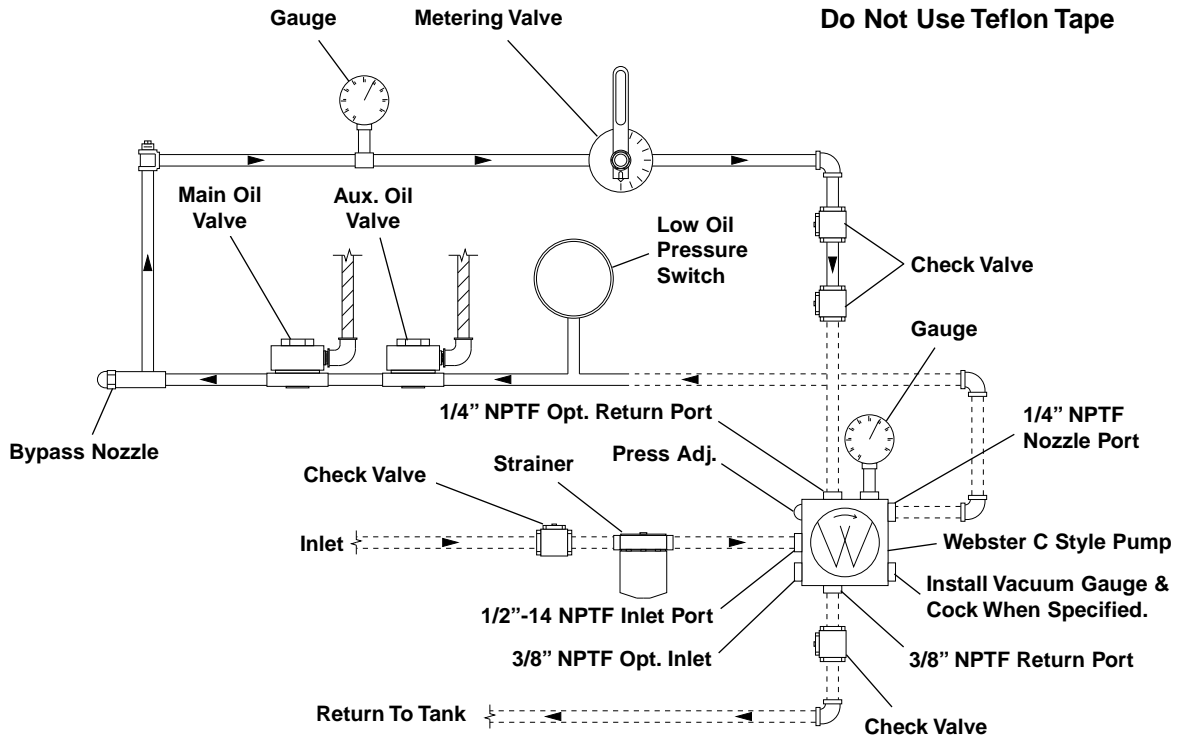 Gauge
Metering Valve
Do Not Use Teflon Tape
Main Oil
Valve
Aux. Oil
Valve
Low Oil
Pressure
Switch
Check Valve
Gauge
1/4” NPTF Opt. Return Port
1/4” NPTF
Nozzle Port
Bypass Nozzle
Press Adj.
Strainer
Check Valve
Inlet
W
Webster C Style Pump
Install Vacuum Gauge &
Cock When Specified.
1/2”-14 NPTF Inlet Port
3/8” NPTF Opt. Inlet
3/8” NPTF Return Port
Return To Tank
Check Valve